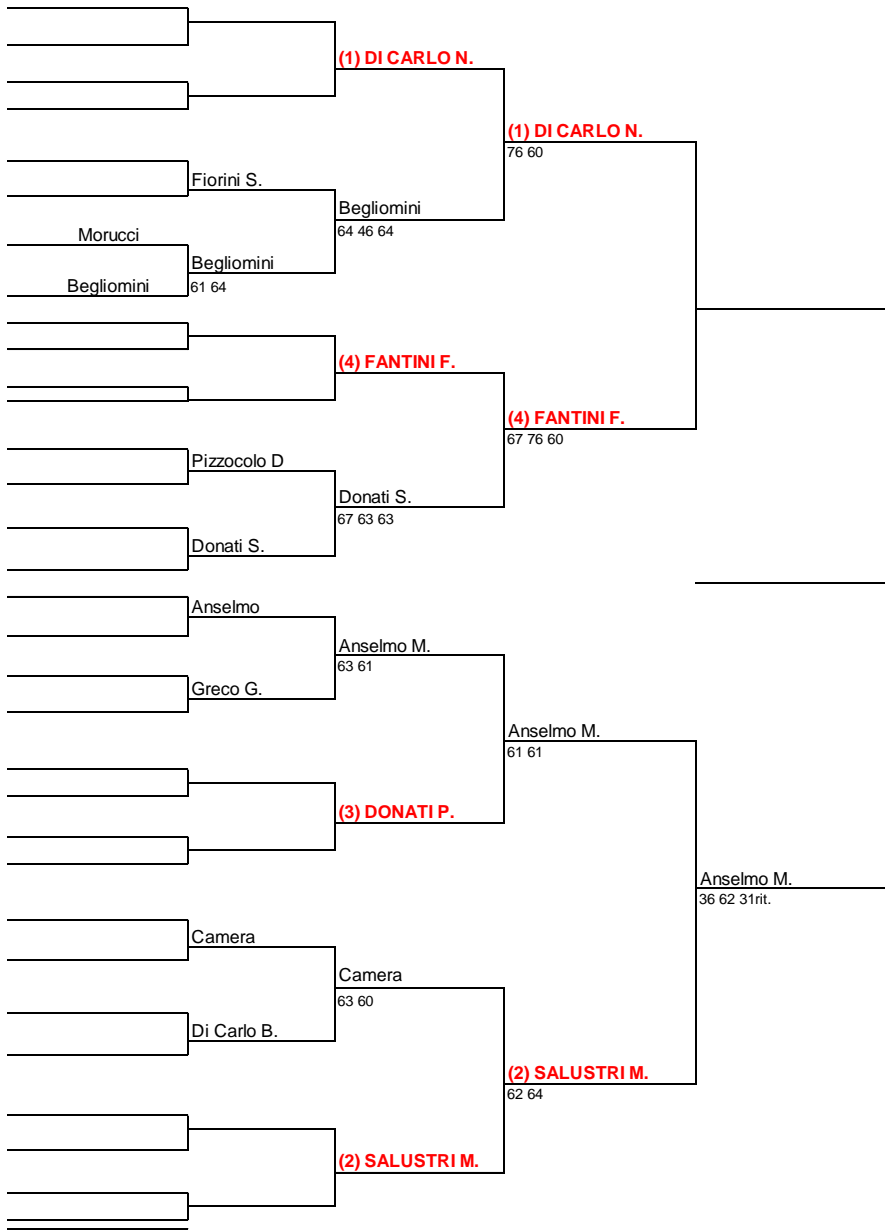 (1) DI CARLO N.
(1) DI CARLO N.
76 60
Fiorini S.
Begliomini
64 46 64
Morucci
Begliomini
Begliomini
61 64
(4) FANTINI F.
(4) FANTINI F.
67 76 60
Pizzocolo D
Donati S.
67 63 63
Donati S.
Anselmo
Anselmo M.
63 61
Greco G.
Anselmo M.
61 61
(3) DONATI P.
Anselmo M.
36 62 31rit.
Camera
Camera
63 60
Di Carlo B.
(2) SALUSTRI M.
62 64
(2) SALUSTRI M.